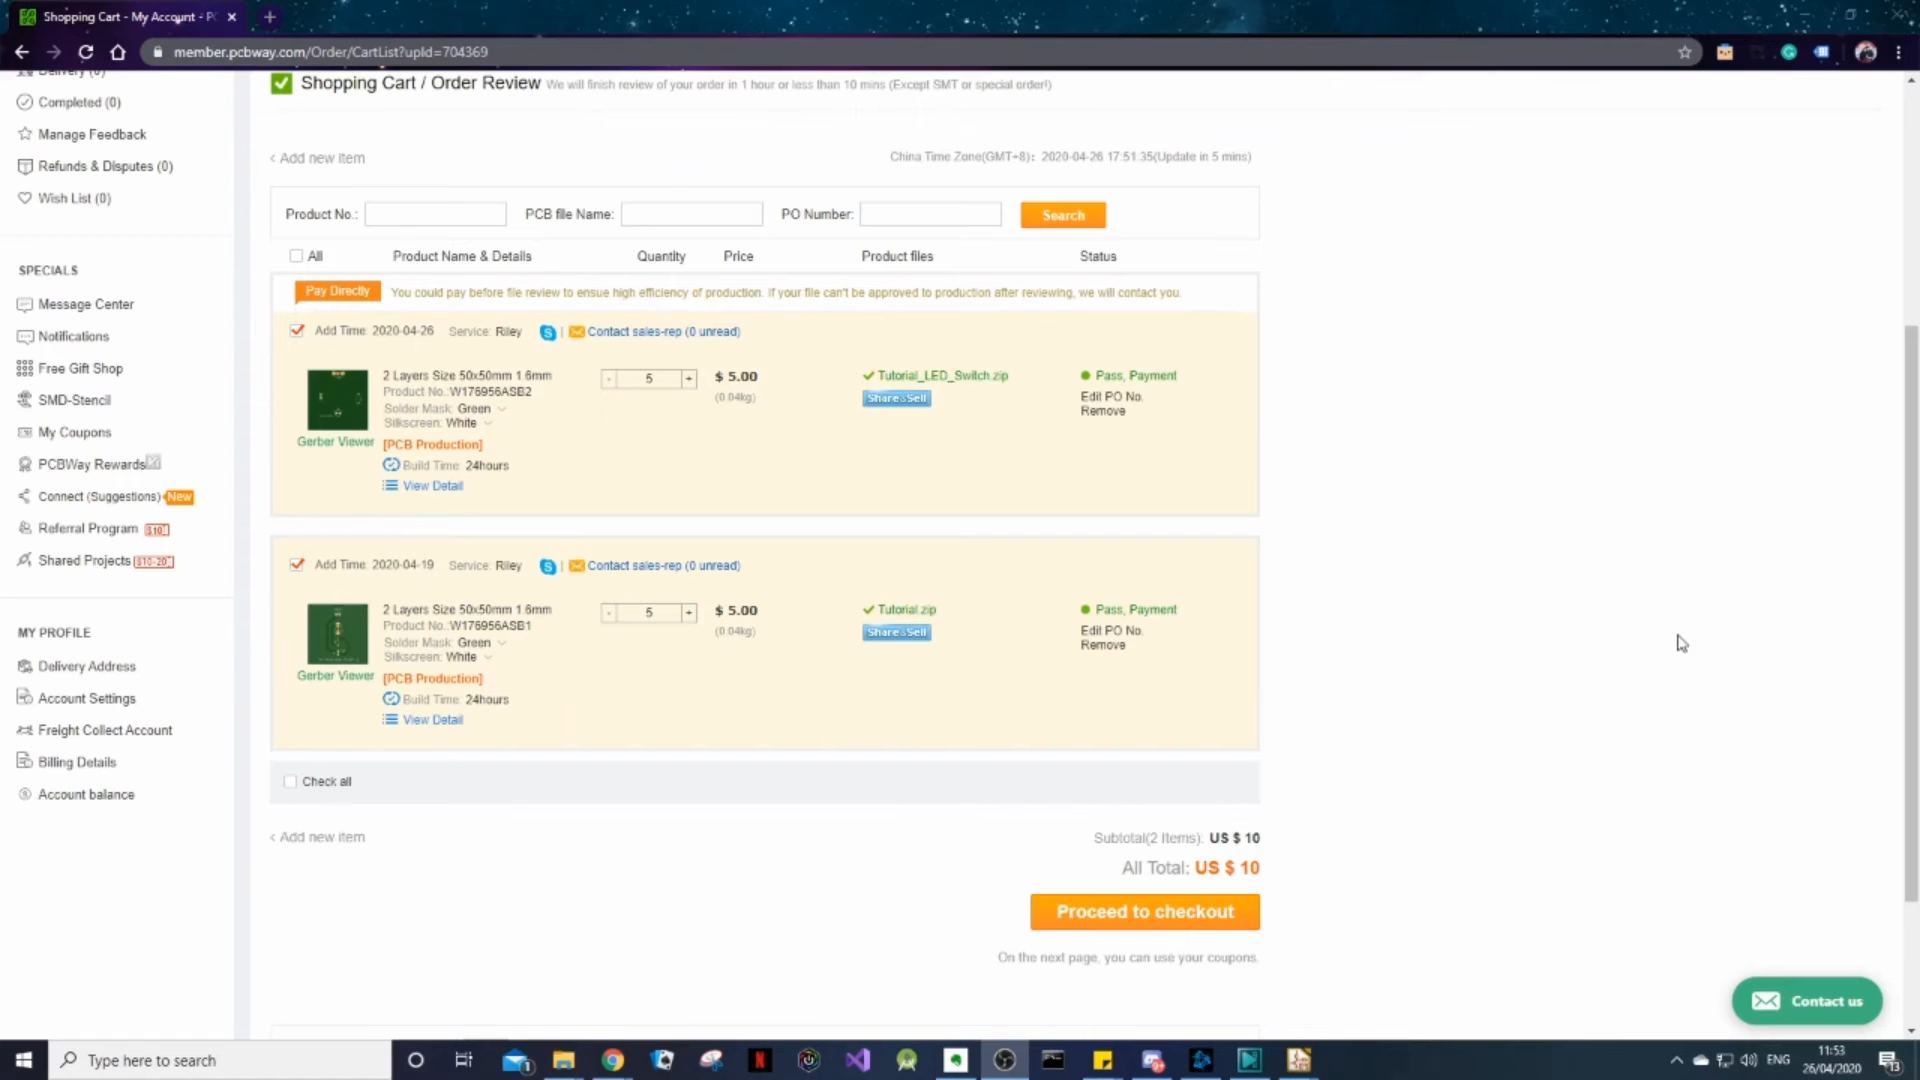 Shopping Cart - My Account - PC
member.pcbway.com/Order/CartList?upId=704369
Delivery (0)
Completed (0)
Manage Feedback
Refunds & Disputes (0)
Wish List (0)
SPECIALS
Message Center
Notifications
Free Gift Shop
SMD-Stencil
My Coupons
PCBWay Rewards
Connect (Suggestions) New
Referral Program $10
Shared Projects $10-20
MY PROFILE
Delivery Address
Account Settings
Freight Collect Account
Billing Details
Account balance
Shopping Cart / Order Review We will finish review of your order in 1 hour or less than 10 mins (Except SMT or special order!)
< Add new item
China Time Zone(GMT+8): 2020-04-26 17:51:35(Update in 5 mins)
Product No.: PCB file Name: PO Number: Search
All Product Name & Details Quantity Price Product files Status
Pay Directly You could pay before file review to ensue high efficiency of production. If your file can't be approved to production after reviewing, we will contact you.
Add Time: 2020-04-26 Service: Riley | Contact sales-rep (0 unread)
2 Layers Size 50x50mm 1.6mm - 5 + $ 5.00 Tutorial_LED_Switch.zip Pass, Payment
Product No.:W176956ASB2 (0.04kg) Share&Sell Edit PO No.
Solder Mask: Green Remove
Silkscreen: White
Gerber Viewer [PCB Production]
Build Time: 24hours
View Detail
Add Time: 2020-04-19 Service: Riley | Contact sales-rep (0 unread)
2 Layers Size 50x50mm 1.6mm - 5 + $ 5.00 Tutorial.zip Pass, Payment
Product No.:W176956ASB1 (0.04kg) Share&Sell Edit PO No.
Solder Mask: Green Remove
Silkscreen: White
Gerber Viewer [PCB Production]
Build Time: 24hours
View Detail
Check all
< Add new item
Subtotal(2 Items): US $ 10
All Total: US $ 10
Proceed to checkout
On the next page, you can use your coupons.
Contact us
Type here to search
ENG
11:53
26/04/2020
13